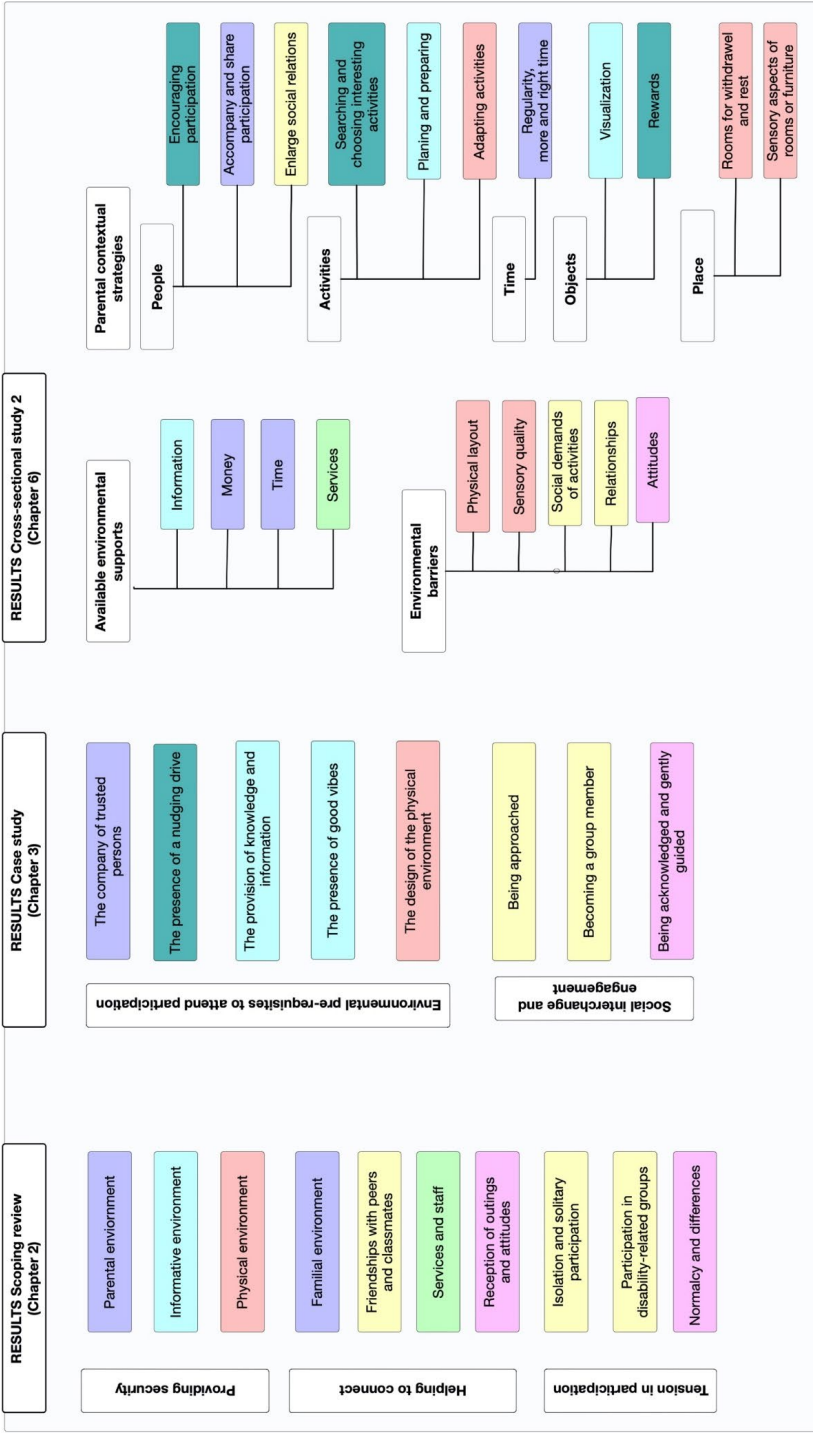 RESULTS Scoping review
(Chapter 2)
Providing security
Parental enviornment
Informative environment
Physical environment
Helping to connect
Familial environment
Friendships with peers
and classmates
Services and staff
Reception of outings
and attitudes
Tension in participation
Isolation and solitary
participation
Participation in
disability-related groups
Normalcy and differences
RESULTS Case study
(Chapter 3)
Environmental pre-requisites to attend participation
The company of trusted
persons
The presence of a nudging drive
The provision of knowledge and
information
The presence of good vibes
The design of the physical
environment
Social interchange and
engagement
Being approached
Becoming a group member
Being acknowledged and gently
guided
RESULTS Cross-sectional study 2
(Chapter 6)
Available environmental
supports
Information
Money
Time
Services
Environmental
barriers
Physical layout
Sensory quality
Social demands
of activities
Relationships
Attitudes
Parental contextual
strategies
People
Encouraging
participation
Accompany and share
participation
Enlarge social relations
Activities
Searching and
choosing interesting
activities
Planing and preparing
Adapting activities
Time
Regularity,
more and right time
Objects
Visualization
Rewards
Place
Rooms for withdrawel
and rest
Sensory aspects of
rooms or furniture